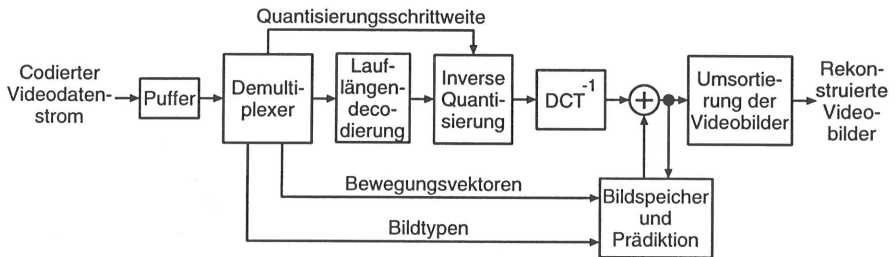 Quantisierungsschrittweite
Codierter
Videodaten-
strom
Puffer
Demulti-
plexer
Lauf-
längen-
deco-
dierung
Inverse
Quanti-
sierung
DCT-1
+
Umsortie-
rung der
Videobilder
Rekon-
struierte
Video-
bilder
Bewegungsvektoren
Bildtypen
Bildspeicher
und
Prädiktion